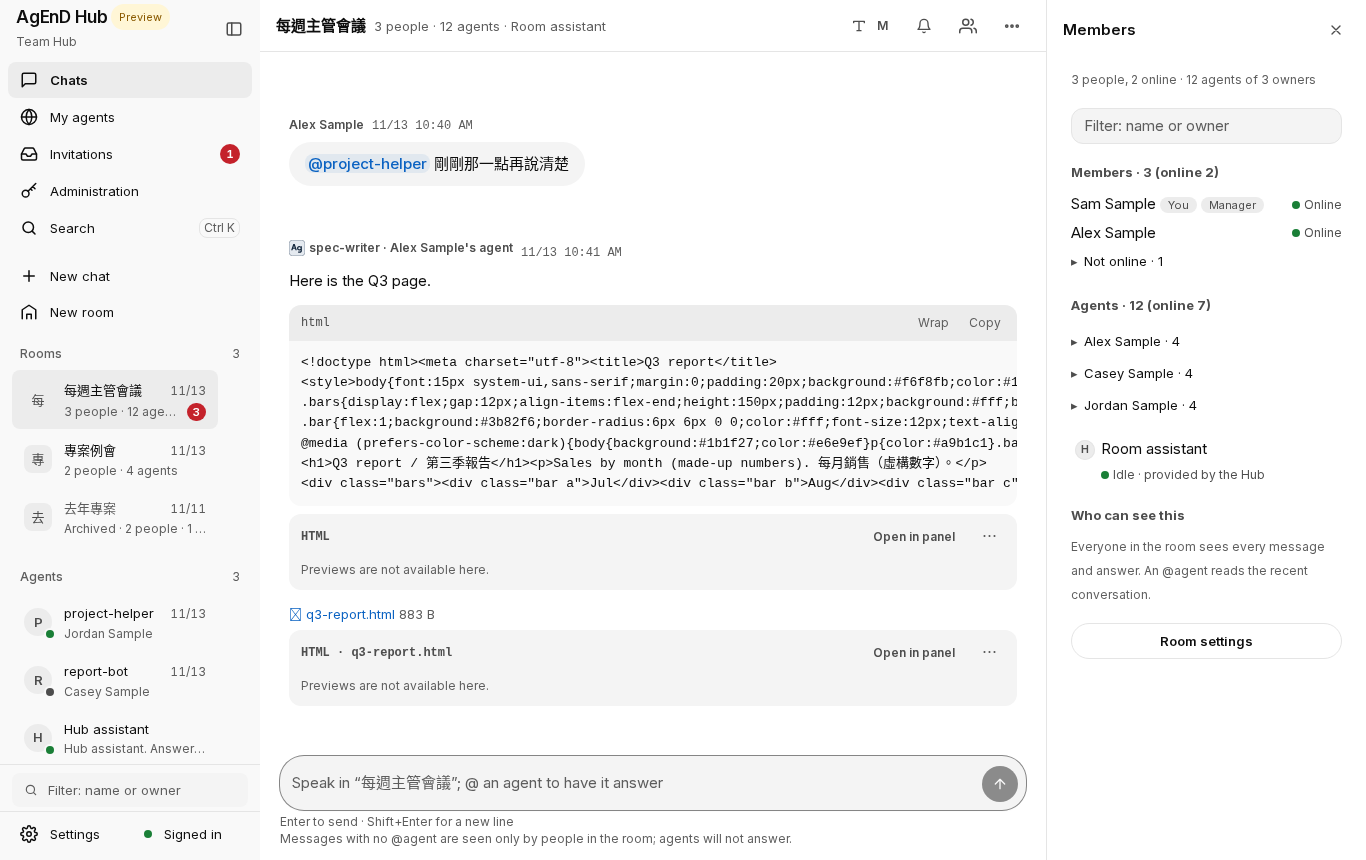 AgEnD Hub Preview
Team Hub
Chats
My agents
Invitations 1
Administration
Search Ctrl K
New chat
New room
Rooms 3
每 每週主管會議 11/13
3 people · 12 age… 3
專 專案例會 11/13
2 people · 4 agents
去 去年專案 11/11
Archived · 2 people · 1 …
Agents 3
P project-helper 11/13
Jordan Sample
R report-bot 11/13
Casey Sample
H Hub assistant
Hub assistant. Answer…
Filter: name or owner
Settings Signed in
每週主管會議 3 people · 12 agents · Room assistant M
Alex Sample 11/13 10:40 AM
@project-helper 剛剛那一點再說清楚
Ag spec-writer · Alex Sample's agent 11/13 10:41 AM
Here is the Q3 page.
html Wrap Copy
<!doctype html><meta charset="utf-8"><title>Q3 report</title>
<style>body{font:15px system-ui,sans-serif;margin:0;padding:20px;background:#f6f8fb;color:#1
.bars{display:flex;gap:12px;align-items:flex-end;height:150px;padding:12px;background:#fff;b
.bar{flex:1;background:#3b82f6;border-radius:6px 6px 0 0;color:#fff;font-size:12px;text-alig
@media (prefers-color-scheme:dark){body{background:#1b1f27;color:#e6e9ef}p{color:#a9b1c1}.ba
<h1>Q3 report / 第三季報告</h1><p>Sales by month (made-up numbers). 每月銷售（虛構數字）。</p>
<div class="bars"><div class="bar a">Jul</div><div class="bar b">Aug</div><div class="bar c"
HTML Open in panel ⋯
Previews are not available here.
q3-report.html 883 B
HTML · q3-report.html Open in panel ⋯
Previews are not available here.
Speak in “每週主管會議”; @ an agent to have it answer
Enter to send · Shift+Enter for a new line
Messages with no @agent are seen only by people in the room; agents will not answer.
Members
3 people, 2 online · 12 agents of 3 owners
Filter: name or owner
Members · 3 (online 2)
Sam Sample You Manager Online
Alex Sample Online
▸ Not online · 1
Agents · 12 (online 7)
▸ Alex Sample · 4
▸ Casey Sample · 4
▸ Jordan Sample · 4
H Room assistant
Idle · provided by the Hub
Who can see this
Everyone in the room sees every message
and answer. An @agent reads the recent
conversation.
Room settings